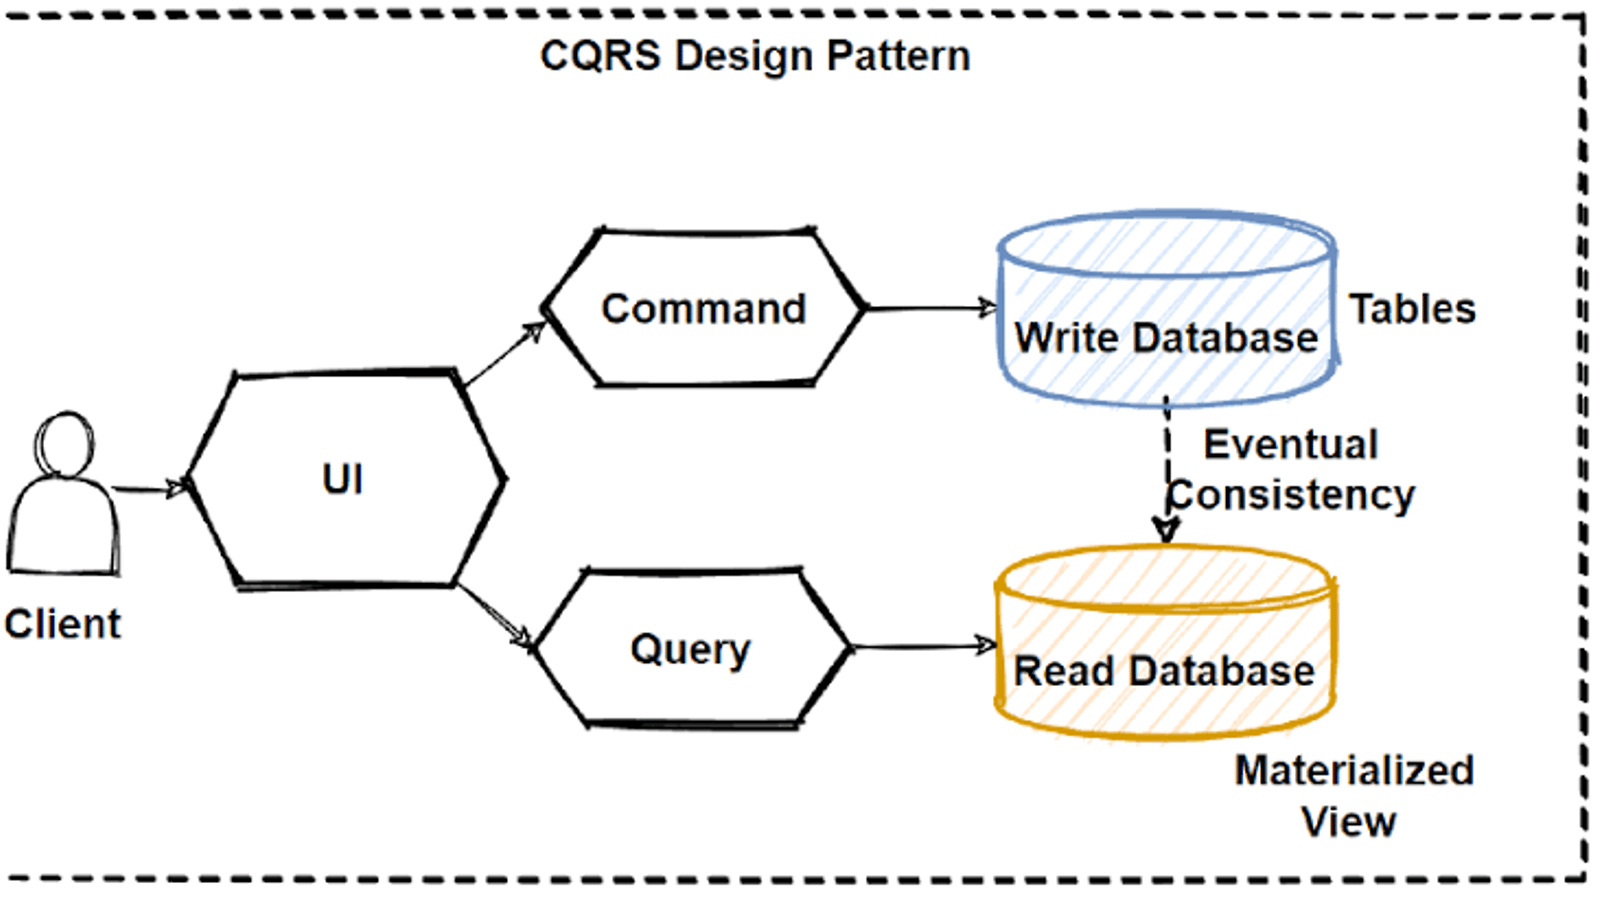 CQRS Design Pattern
Command
Write Database
Tables
Eventual
Consistency
UI
Client
Query
Read Database
Materialized
View